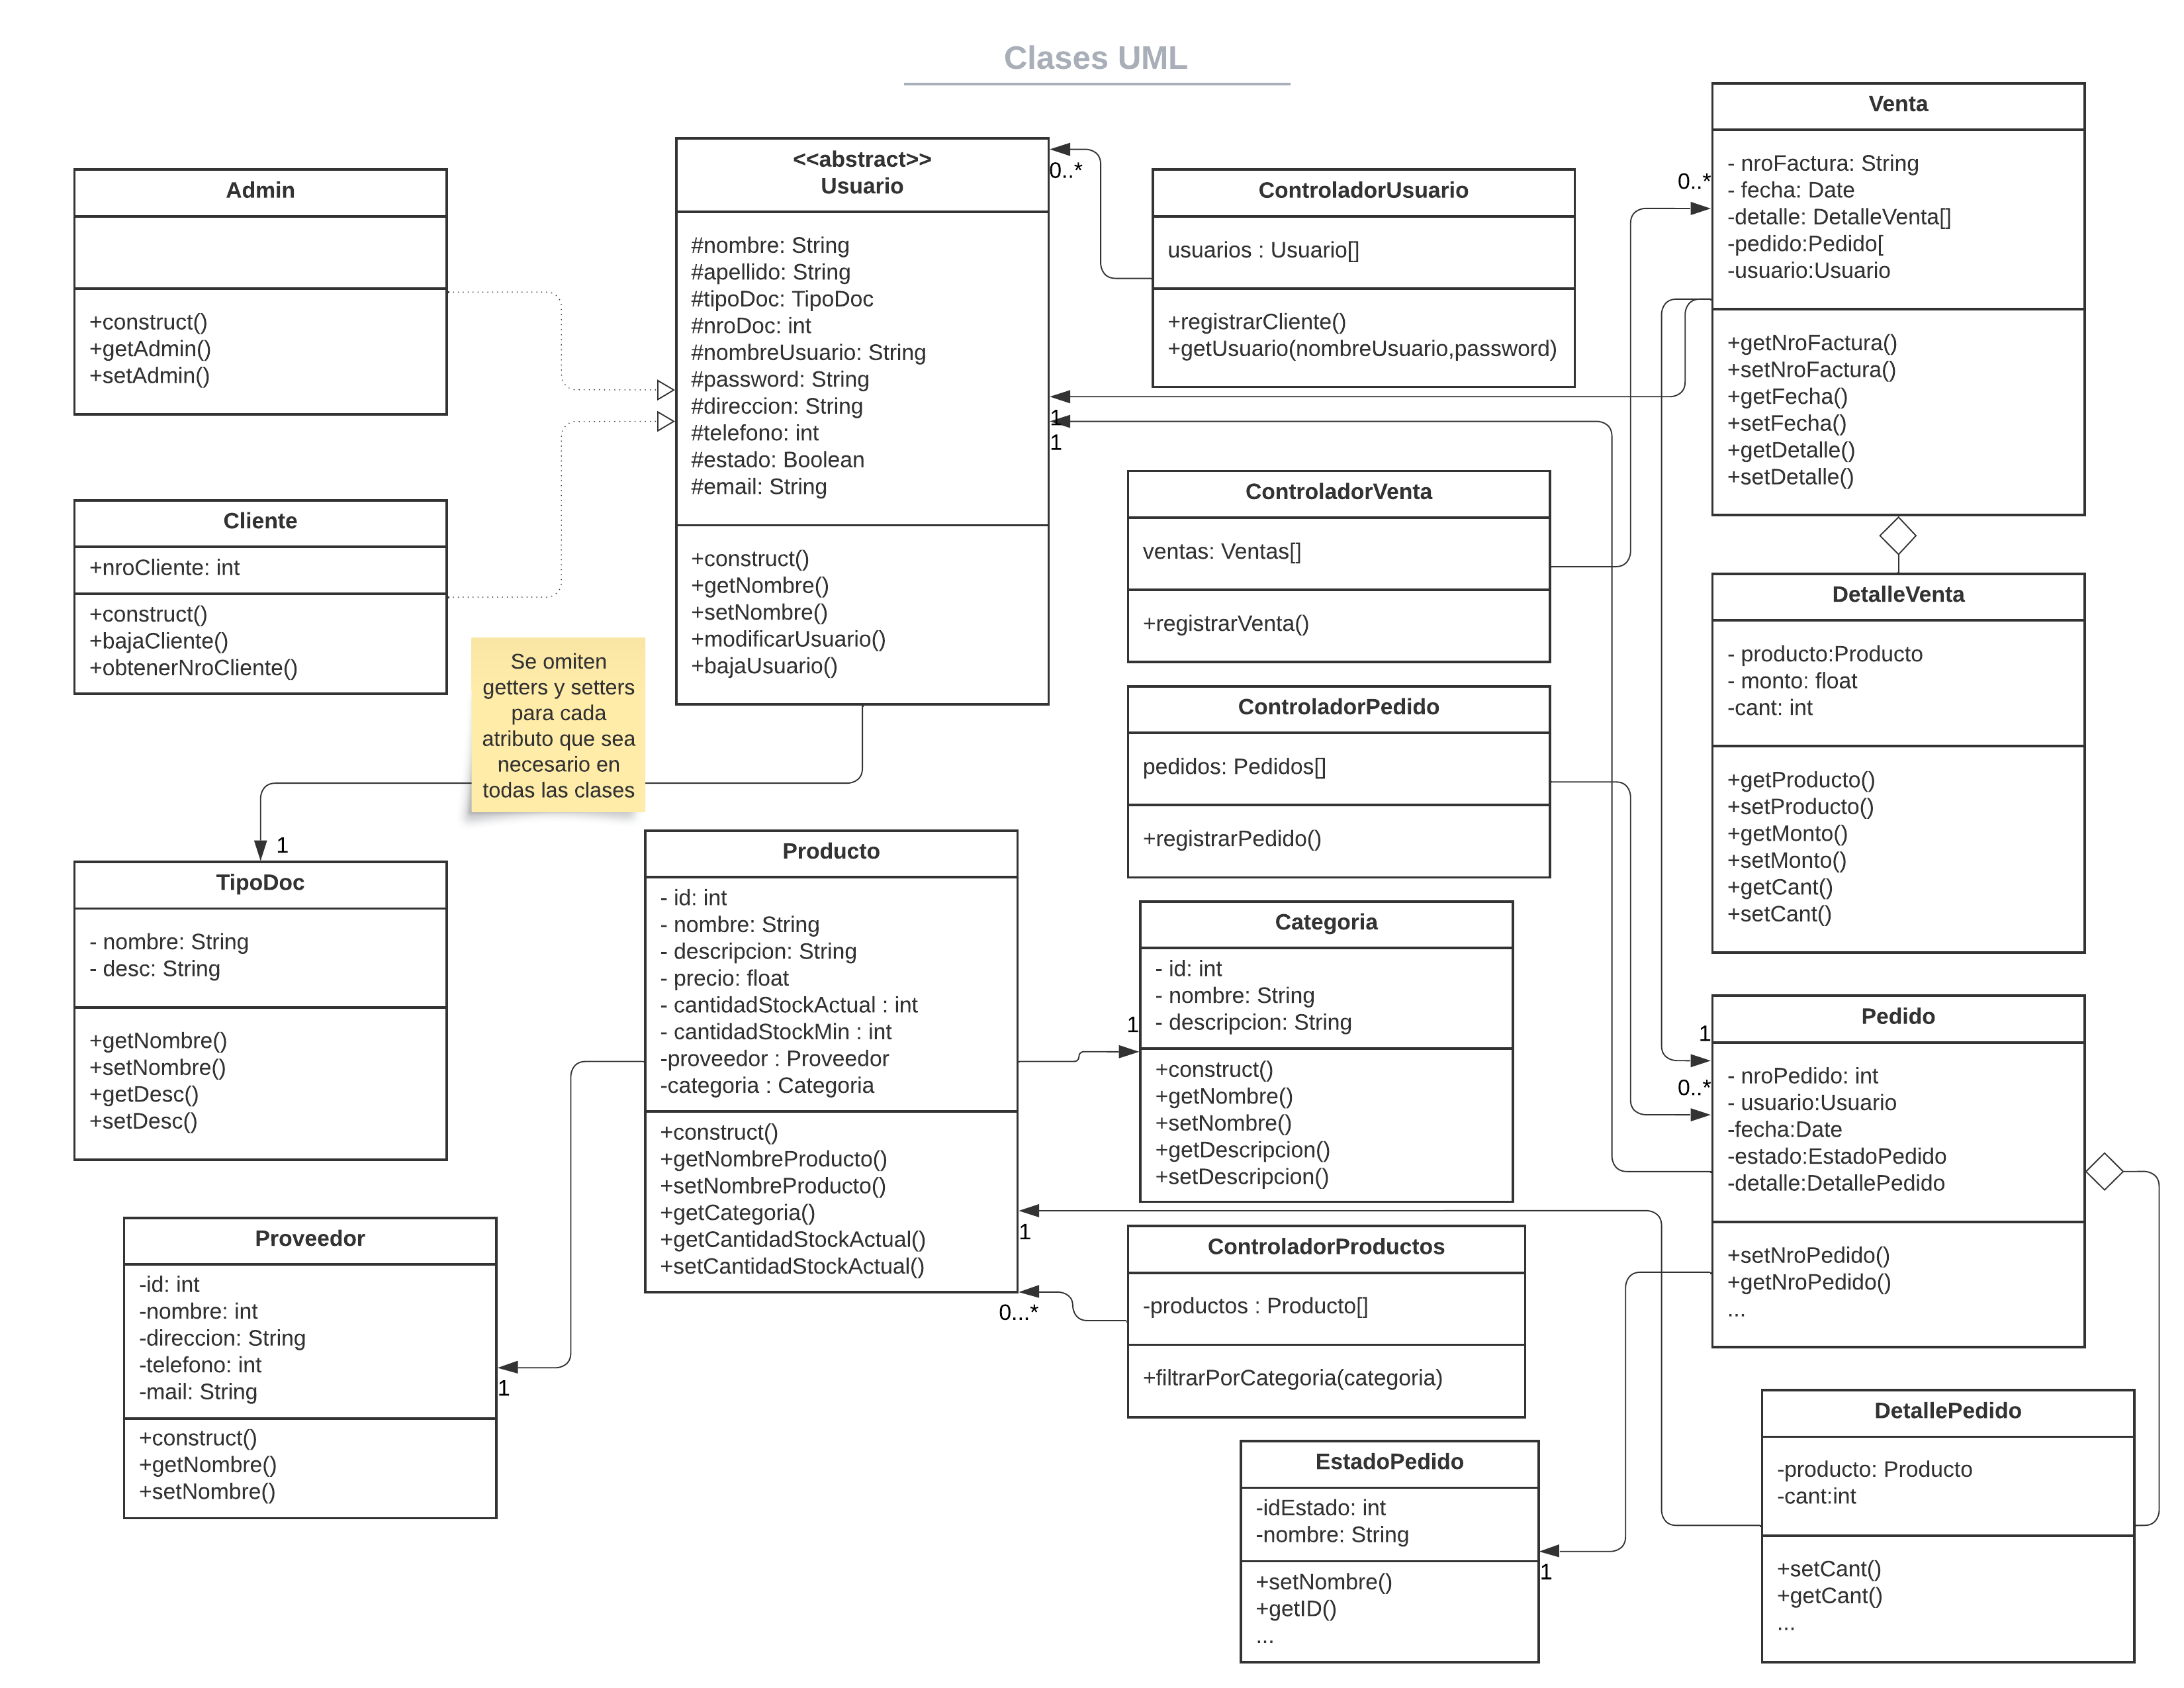 Clases UML
Admin
+construct()
+getAdmin()
+setAdmin()
Cliente
+nroCliente: int
+construct()
+bajaCliente()
+obtenerNroCliente()
<<abstract>>
Usuario
#nombre: String
#apellido: String
#tipoDoc: TipoDoc
#nroDoc: int
#nombreUsuario: String
#password: String
#direccion: String
#telefono: int
#estado: Boolean
#email: String
+construct()
+getNombre()
+setNombre()
+modificarUsuario()
+bajaUsuario()
0..*
1
1
ControladorUsuario
usuarios : Usuario[]
+registrarCliente()
+getUsuario(nombreUsuario,password)
0..*
Venta
- nroFactura: String
- fecha: Date
-detalle: DetalleVenta[]
-pedido:Pedido[
-usuario:Usuario
+getNroFactura()
+setNroFactura()
+getFecha()
+setFecha()
+getDetalle()
+setDetalle()
ControladorVenta
ventas: Ventas[]
+registrarVenta()
DetalleVenta
- producto:Producto
- monto: float
-cant: int
+getProducto()
+setProducto()
+getMonto()
+setMonto()
+getCant()
+setCant()
Se omiten
getters y setters
para cada
atributo que sea
necesario en
todas las clases
ControladorPedido
pedidos: Pedidos[]
+registrarPedido()
1
TipoDoc
- nombre: String
- desc: String
+getNombre()
+setNombre()
+getDesc()
+setDesc()
Producto
- id: int
- nombre: String
- descripcion: String
- precio: float
- cantidadStockActual : int
- cantidadStockMin : int
-proveedor : Proveedor
-categoria : Categoria
+construct()
+getNombreProducto()
+setNombreProducto()
+getCategoria()
+getCantidadStockActual()
+setCantidadStockActual()
1
Categoria
- id: int
- nombre: String
- descripcion: String
+construct()
+getNombre()
+setNombre()
+getDescripcion()
+setDescripcion()
1
0..*
Pedido
- nroPedido: int
- usuario:Usuario
-fecha:Date
-estado:EstadoPedido
-detalle:DetallePedido
+setNroPedido()
+getNroPedido()
...
Proveedor
-id: int
-nombre: int
-direccion: String
-telefono: int
-mail: String
+construct()
+getNombre()
+setNombre()
1
1
0...*
ControladorProductos
-productos : Producto[]
+filtrarPorCategoria(categoria)
EstadoPedido
-idEstado: int
-nombre: String
+setNombre()
+getID()
...
1
DetallePedido
-producto: Producto
-cant:int
+setCant()
+getCant()
...